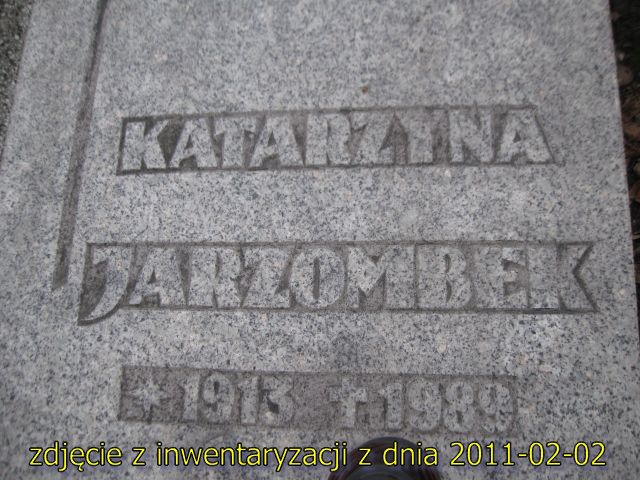 KATARZYNA
JARZOMBEK
* 1913 ✝ 1989
zdjęcie z inwentaryzacji z dnia 2011-02-02